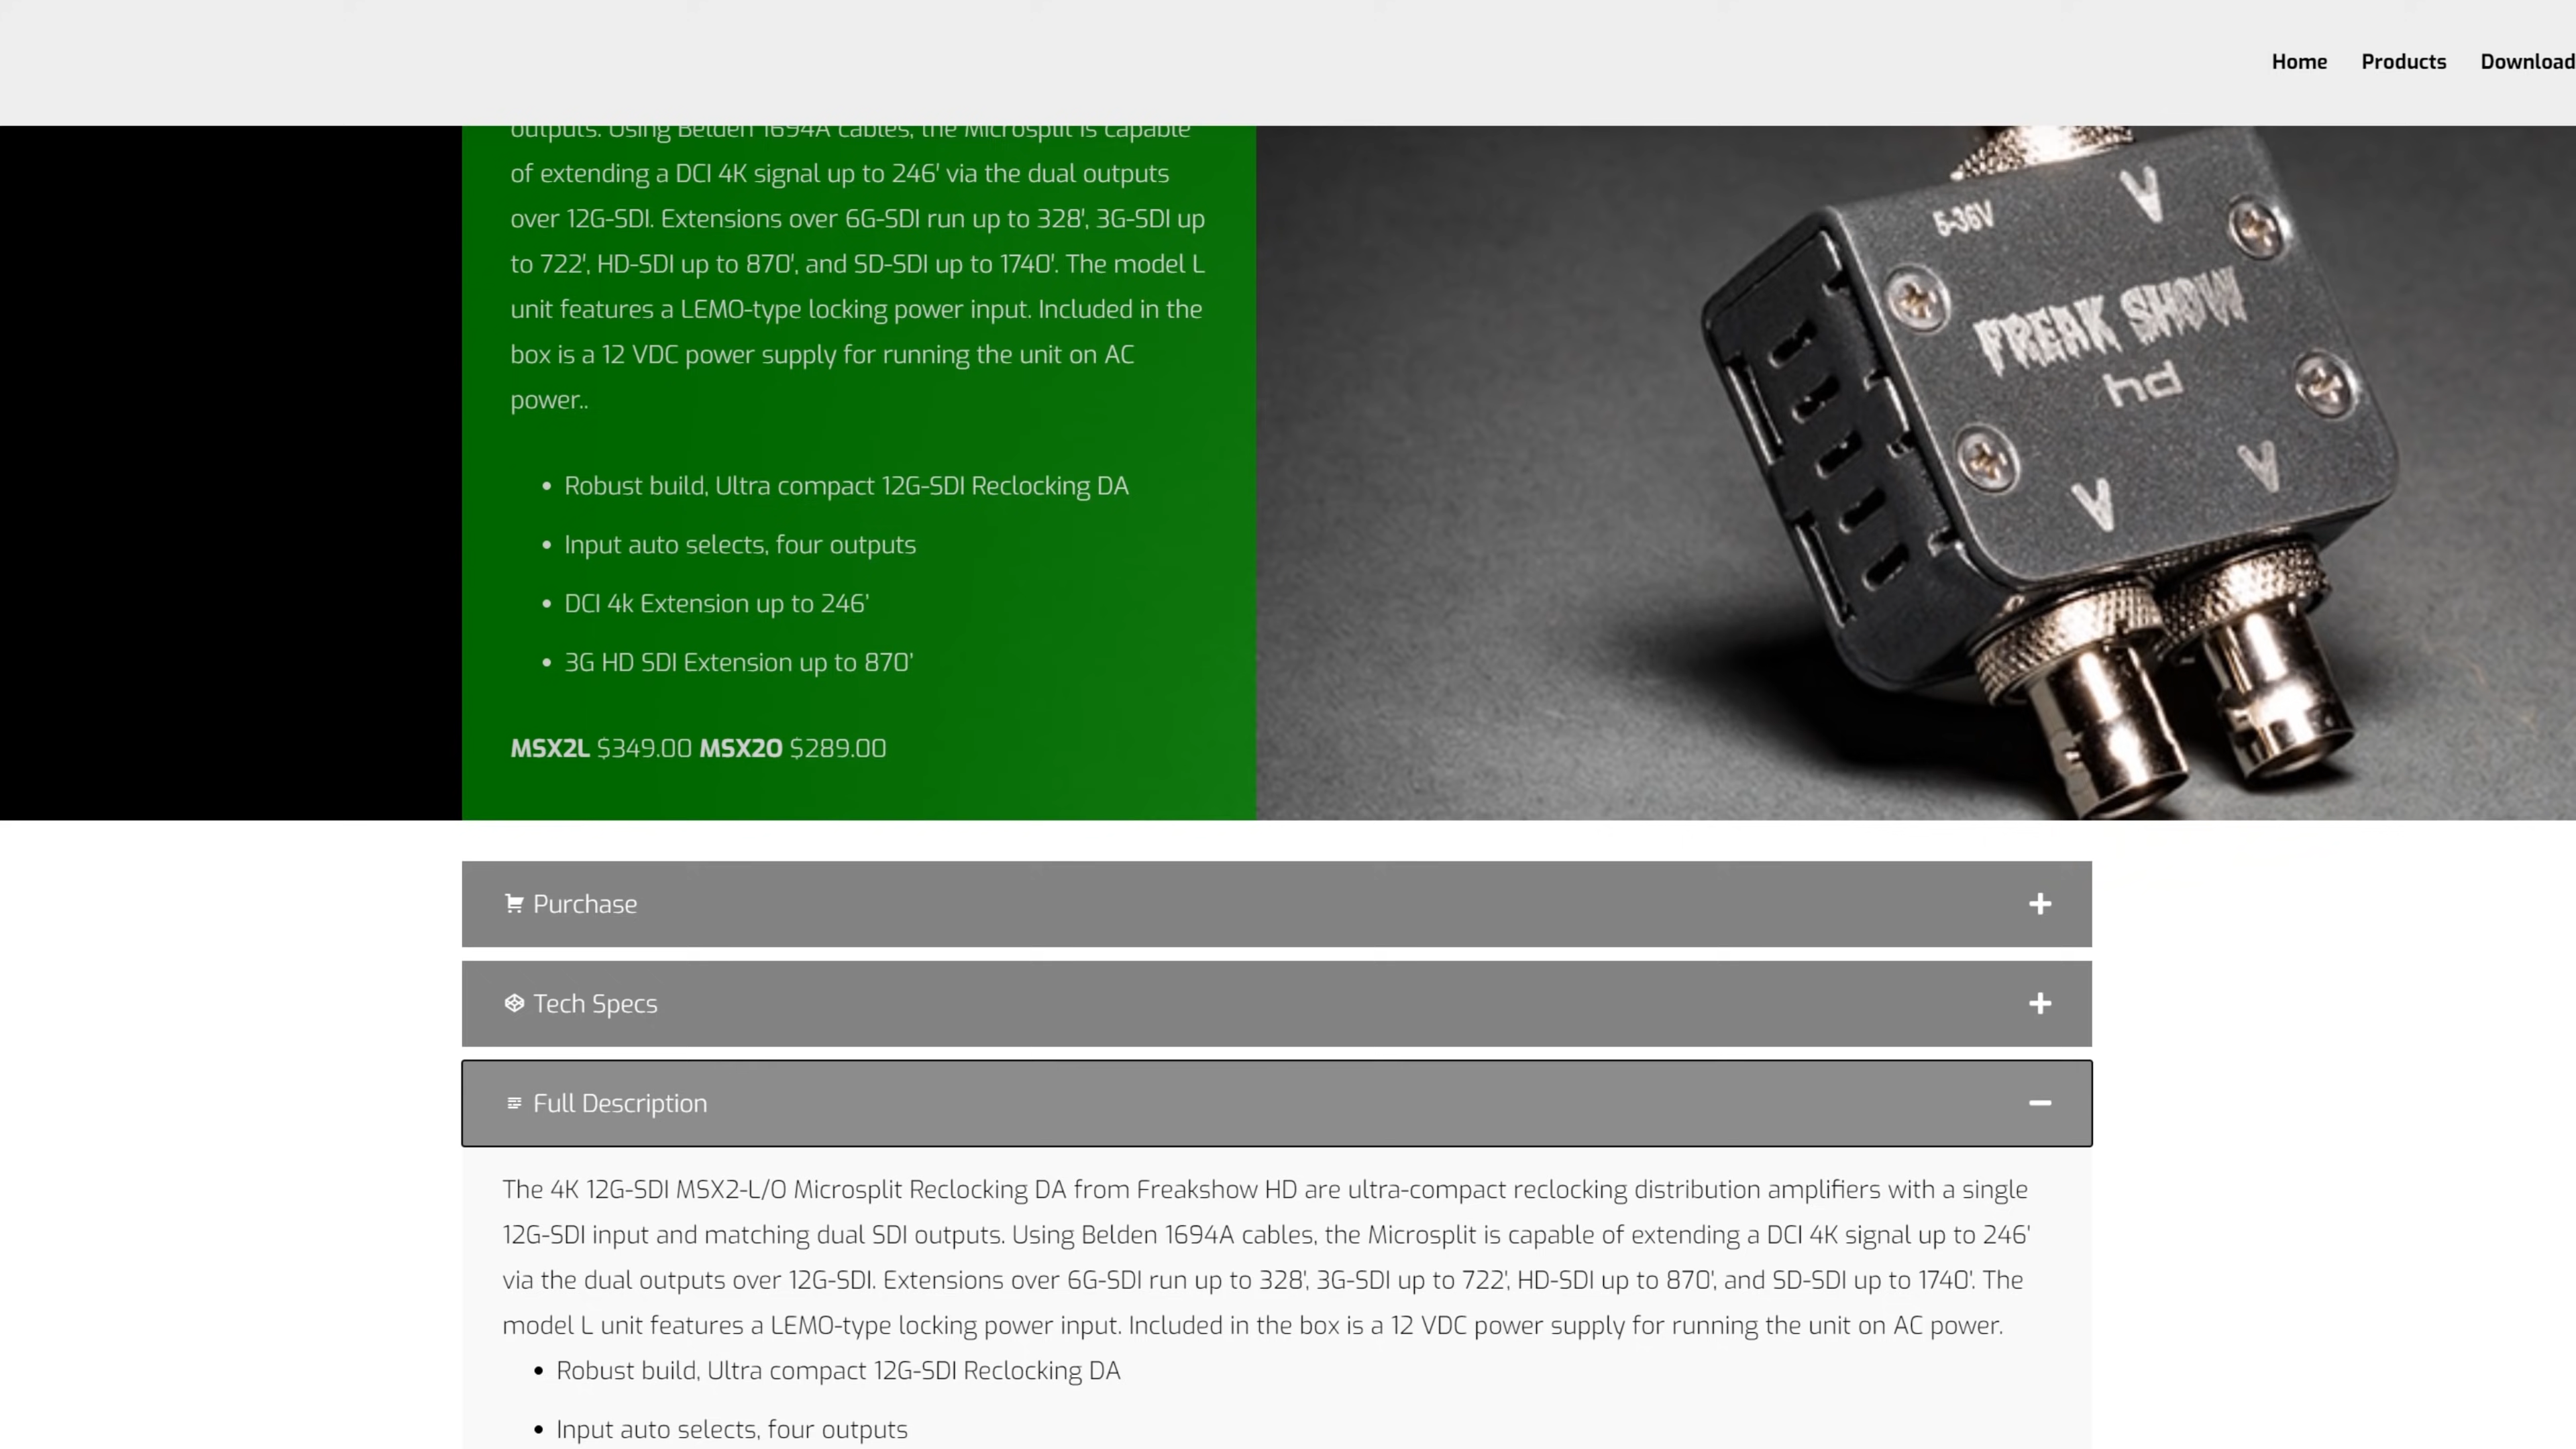 Home Products Download
outputs. Using Belden 1694A cables, the Microsplit is capable
of extending a DCI 4K signal up to 246' via the dual outputs
over 12G-SDI. Extensions over 6G-SDI run up to 328', 3G-SDI up
to 722', HD-SDI up to 870', and SD-SDI up to 1740'. The model L
unit features a LEMO-type locking power input. Included in the
box is a 12 VDC power supply for running the unit on AC
power..
• Robust build, Ultra compact 12G-SDI Reclocking DA
• Input auto selects, four outputs
• DCI 4k Extension up to 246'
• 3G HD SDI Extension up to 870'
MSX2L $349.00 MSX2O $289.00
5-36V
FREAK SHOW
hd
Purchase
Tech Specs
Full Description
The 4K 12G-SDI MSX2-L/O Microsplit Reclocking DA from Freakshow HD are ultra-compact reclocking distribution amplifiers with a single
12G-SDI input and matching dual SDI outputs. Using Belden 1694A cables, the Microsplit is capable of extending a DCI 4K signal up to 246'
via the dual outputs over 12G-SDI. Extensions over 6G-SDI run up to 328', 3G-SDI up to 722', HD-SDI up to 870', and SD-SDI up to 1740'. The
model L unit features a LEMO-type locking power input. Included in the box is a 12 VDC power supply for running the unit on AC power.
• Robust build, Ultra compact 12G-SDI Reclocking DA
• Input auto selects, four outputs